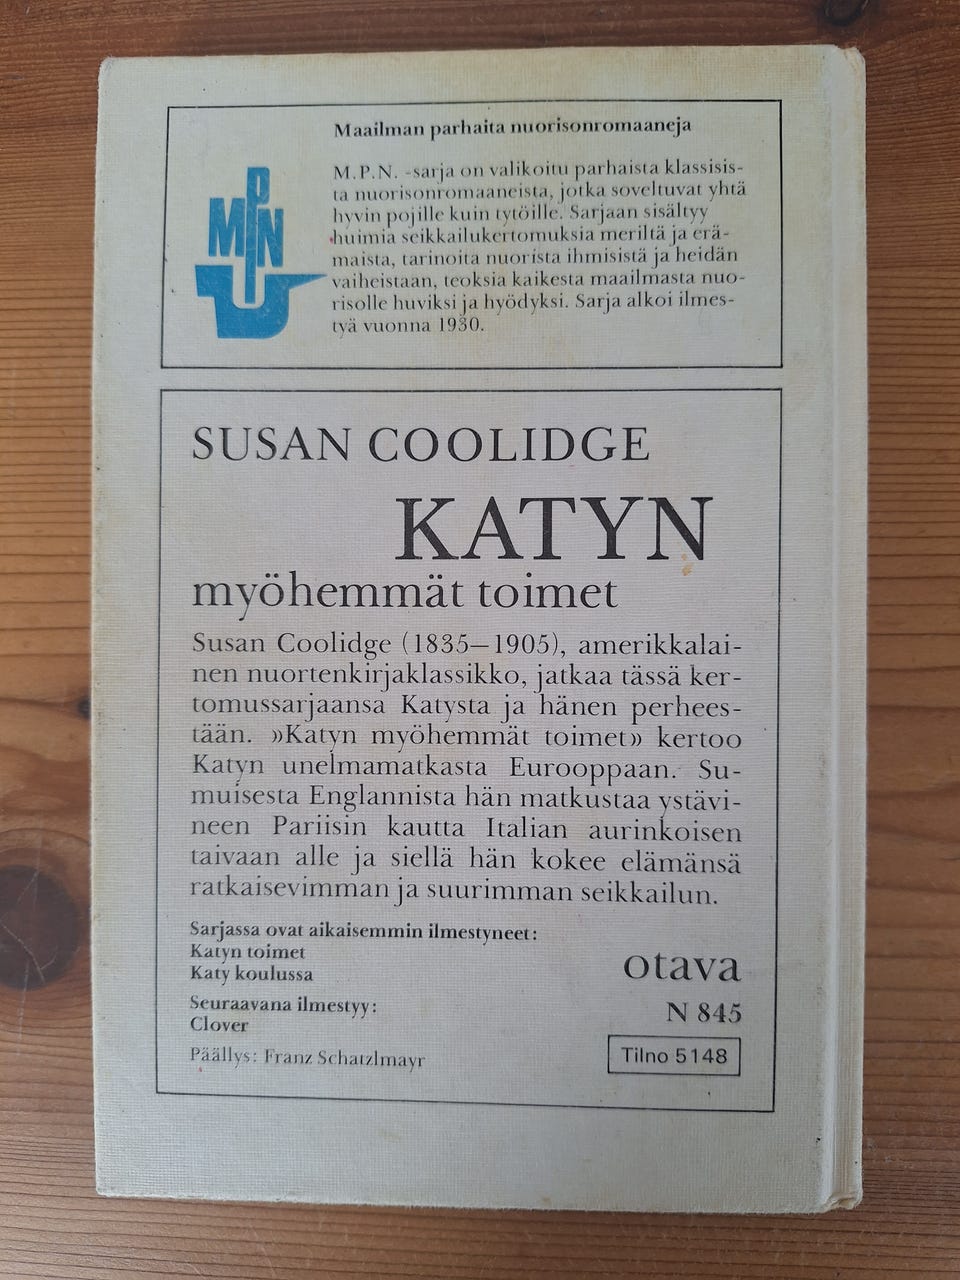 Maailman parhaita nuorisonromaaneja
M.P.N. -sarja on valikoitu parhaista klassisis-
ta nuorisonromaaneista, jotka soveltuvat yhtä
hyvin pojille kuin tytöille. Sarjaan sisältyy
huimia seikkailukertomuksia meriltä ja erä-
maista, tarinoita nuorista ihmisistä ja heidän
vaiheistaan, teoksia kaikesta maailmasta nuo-
risolle huviksi ja hyödyksi. Sarja alkoi ilmes-
tyä vuonna 1930.
MPN
SUSAN COOLIDGE
KATYN
myöhemmät toimet
Susan Coolidge (1835–1905), amerikkalai-
nen nuortenkirjaklassikko, jatkaa tässä ker-
tomussarjaansa Katysta ja hänen perhees-
tään. »Katyn myöhemmät toimet» kertoo
Katyn unelmamatkasta Eurooppaan. Su-
muisesta Englannista hän matkustaa ystävi-
neen Pariisin kautta Italian aurinkoisen
taivaan alle ja siellä hän kokee elämänsä
ratkaisevimman ja suurimman seikkailun.
Sarjassa ovat aikaisemmin ilmestyneet:
Katyn toimet
Katy koulussa
Seuraavana ilmestyy:
Clover
Päällys: Franz Schatzlmayr
otava
N 845
Tilno 5148